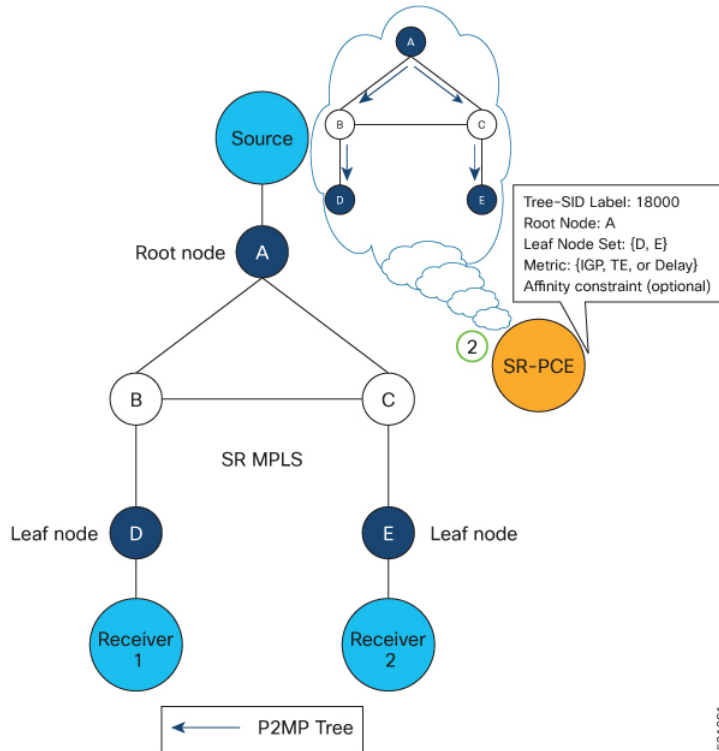 A
B
C
D
E
Source
Tree-SID Label: 18000
Root Node: A
Leaf Node Set: {D, E}
Metric: {IGP, TE, or Delay}
Affinity constraint (optional)
Root node
A
2
SR-PCE
B
C
SR MPLS
Leaf node
D
E
Leaf node
Receiver
1
Receiver
2
P2MP Tree